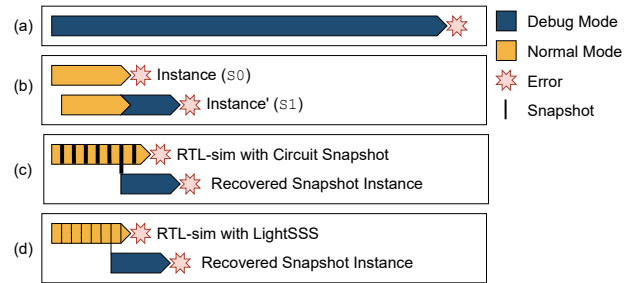 (a)
Debug Mode
Normal Mode
Error
Snapshot
(b)
Instance (S0)
Instance' (S1)
(c)
RTL-sim with Circuit Snapshot
Recovered Snapshot Instance
(d)
RTL-sim with LightSSS
Recovered Snapshot Instance